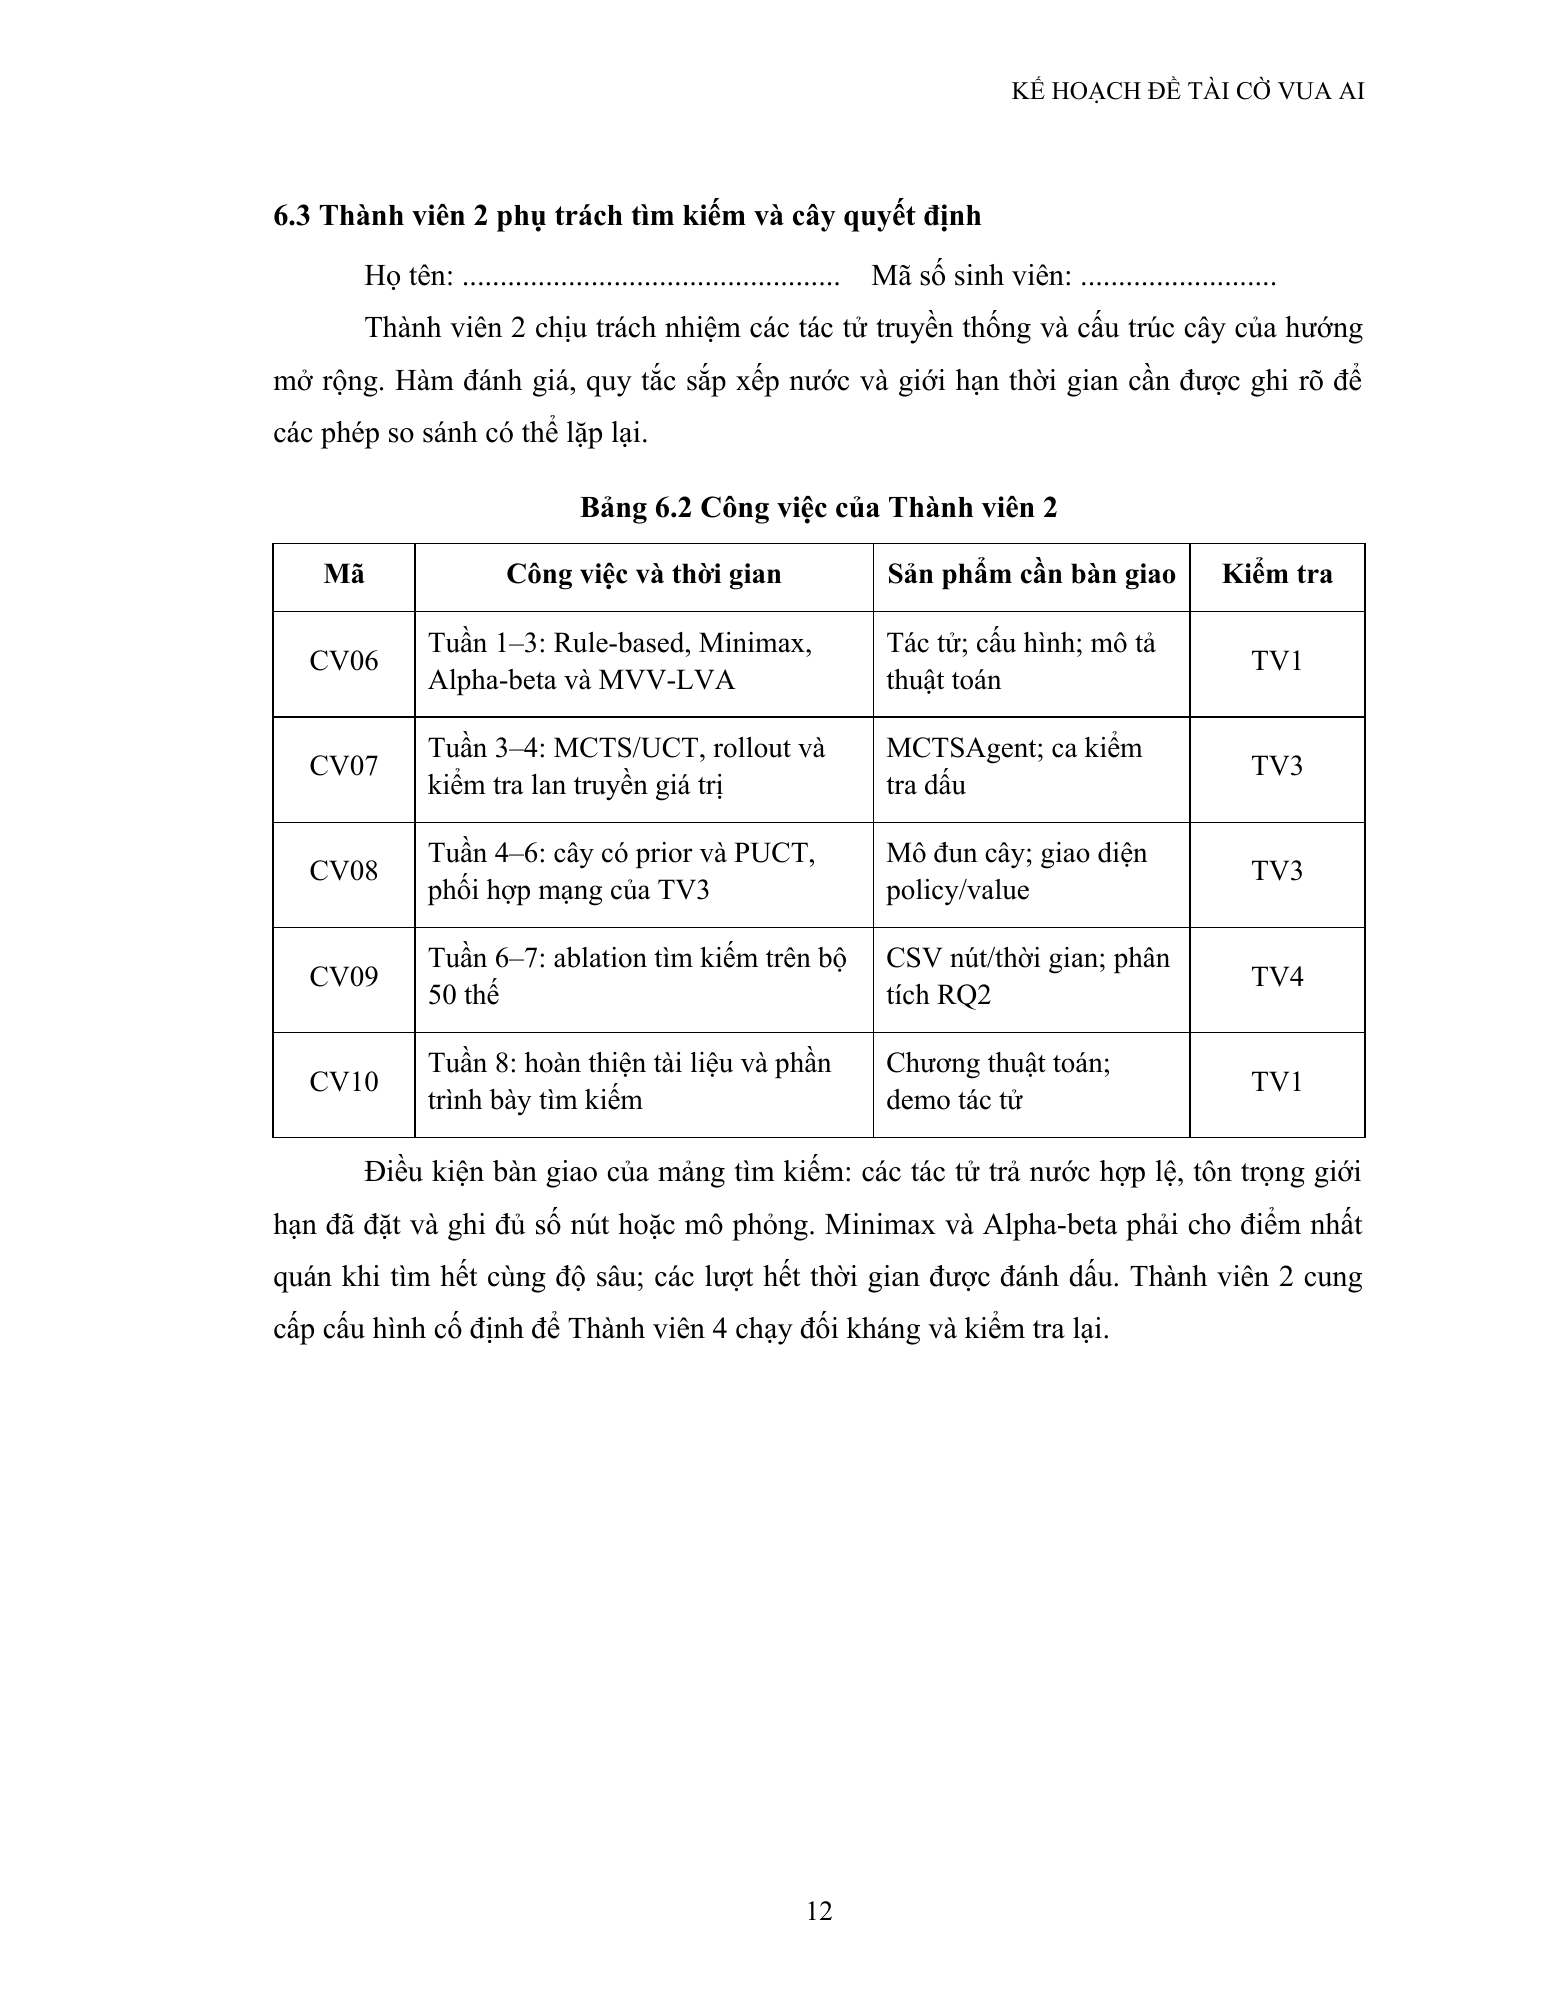 KẾ HOẠCH ĐỀ TÀI CỜ VUA AI
6.3 Thành viên 2 phụ trách tìm kiếm và cây quyết định
Họ tên: .................................................. Mã số sinh viên: ..........................
Thành viên 2 chịu trách nhiệm các tác tử truyền thống và cấu trúc cây của hướng
mở rộng. Hàm đánh giá, quy tắc sắp xếp nước và giới hạn thời gian cần được ghi rõ để
các phép so sánh có thể lặp lại.
Bảng 6.2 Công việc của Thành viên 2
Mã Công việc và thời gian Sản phẩm cần bàn giao Kiểm tra
CV06
Tuần 1–3: Rule-based, Minimax,
Alpha-beta và MVV-LVA
Tác tử; cấu hình; mô tả
thuật toán
TV1
CV07
Tuần 3–4: MCTS/UCT, rollout và
kiểm tra lan truyền giá trị
MCTSAgent; ca kiểm
tra dấu
TV3
CV08
Tuần 4–6: cây có prior và PUCT,
phối hợp mạng của TV3
Mô đun cây; giao diện
policy/value
TV3
CV09
Tuần 6–7: ablation tìm kiếm trên bộ
50 thế
CSV nút/thời gian; phân
tích RQ2
TV4
CV10
Tuần 8: hoàn thiện tài liệu và phần
trình bày tìm kiếm
Chương thuật toán;
demo tác tử
TV1
Điều kiện bàn giao của mảng tìm kiếm: các tác tử trả nước hợp lệ, tôn trọng giới
hạn đã đặt và ghi đủ số nút hoặc mô phỏng. Minimax và Alpha-beta phải cho điểm nhất
quán khi tìm hết cùng độ sâu; các lượt hết thời gian được đánh dấu. Thành viên 2 cung
cấp cấu hình cố định để Thành viên 4 chạy đối kháng và kiểm tra lại.
12